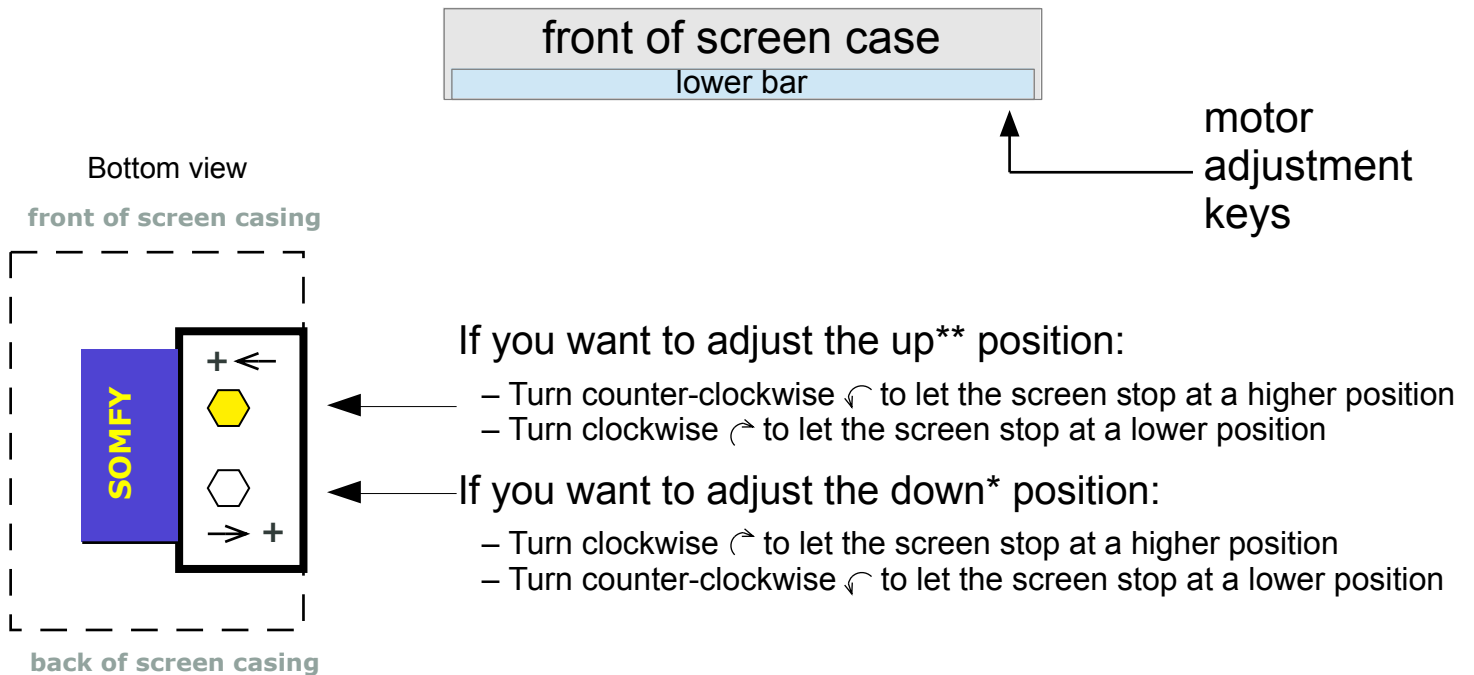 front of screen case
lower bar
motor
adjustment
keys
Bottom view
front of screen casing
+
SOMFY
+
If you want to adjust the up** position:
– Turn counter-clockwise to let the screen stop at a higher position
– Turn clockwise to let the screen stop at a lower position
If you want to adjust the down* position:
– Turn clockwise to let the screen stop at a higher position
– Turn counter-clockwise to let the screen stop at a lower position
back of screen casing